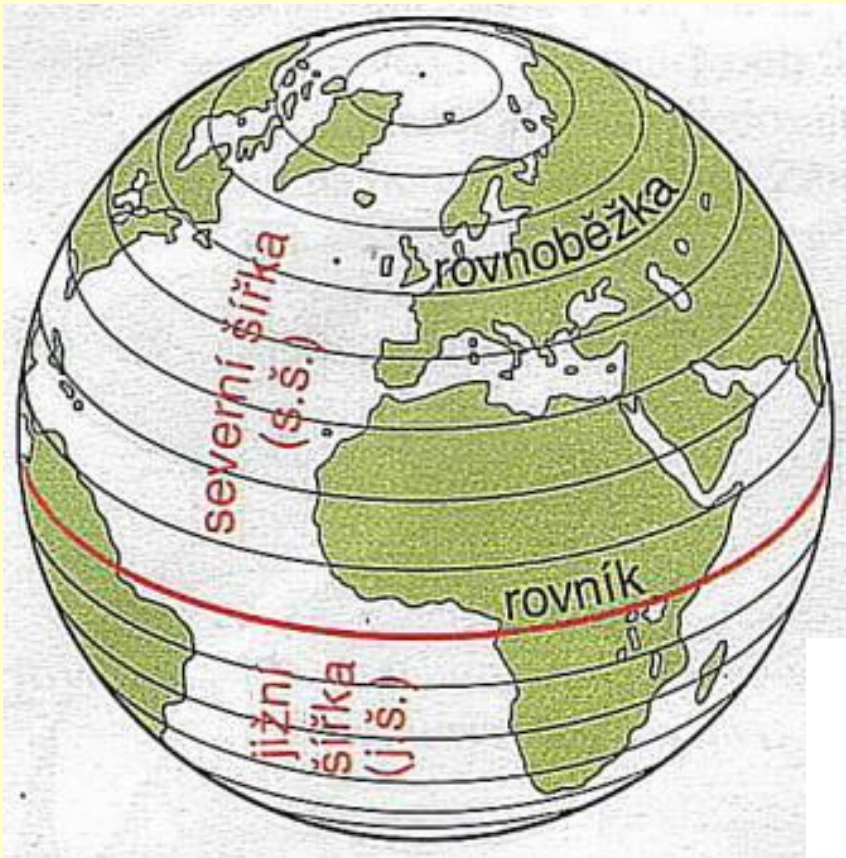 rovnoběžka
severní šířka
(s.š.)
rovník
jižní
šířka
(j.š.)